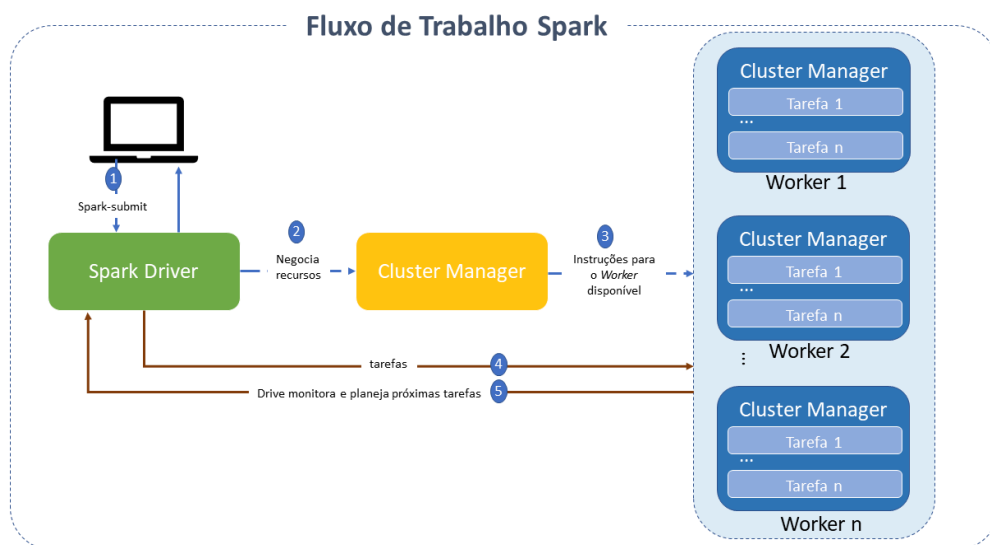 Fluxo de Trabalho Spark
1
Spark-submit
Spark Driver
2
Negocia
recursos
Cluster Manager
3
Instruções para
o Worker
disponível
tarefas 4
Drive monitora e planeja próximas tarefas 5
Cluster Manager
Tarefa 1
...
Tarefa n
Worker 1
Cluster Manager
Tarefa 1
...
Tarefa n
Worker 2
...
Cluster Manager
Tarefa 1
...
Tarefa n
Worker n